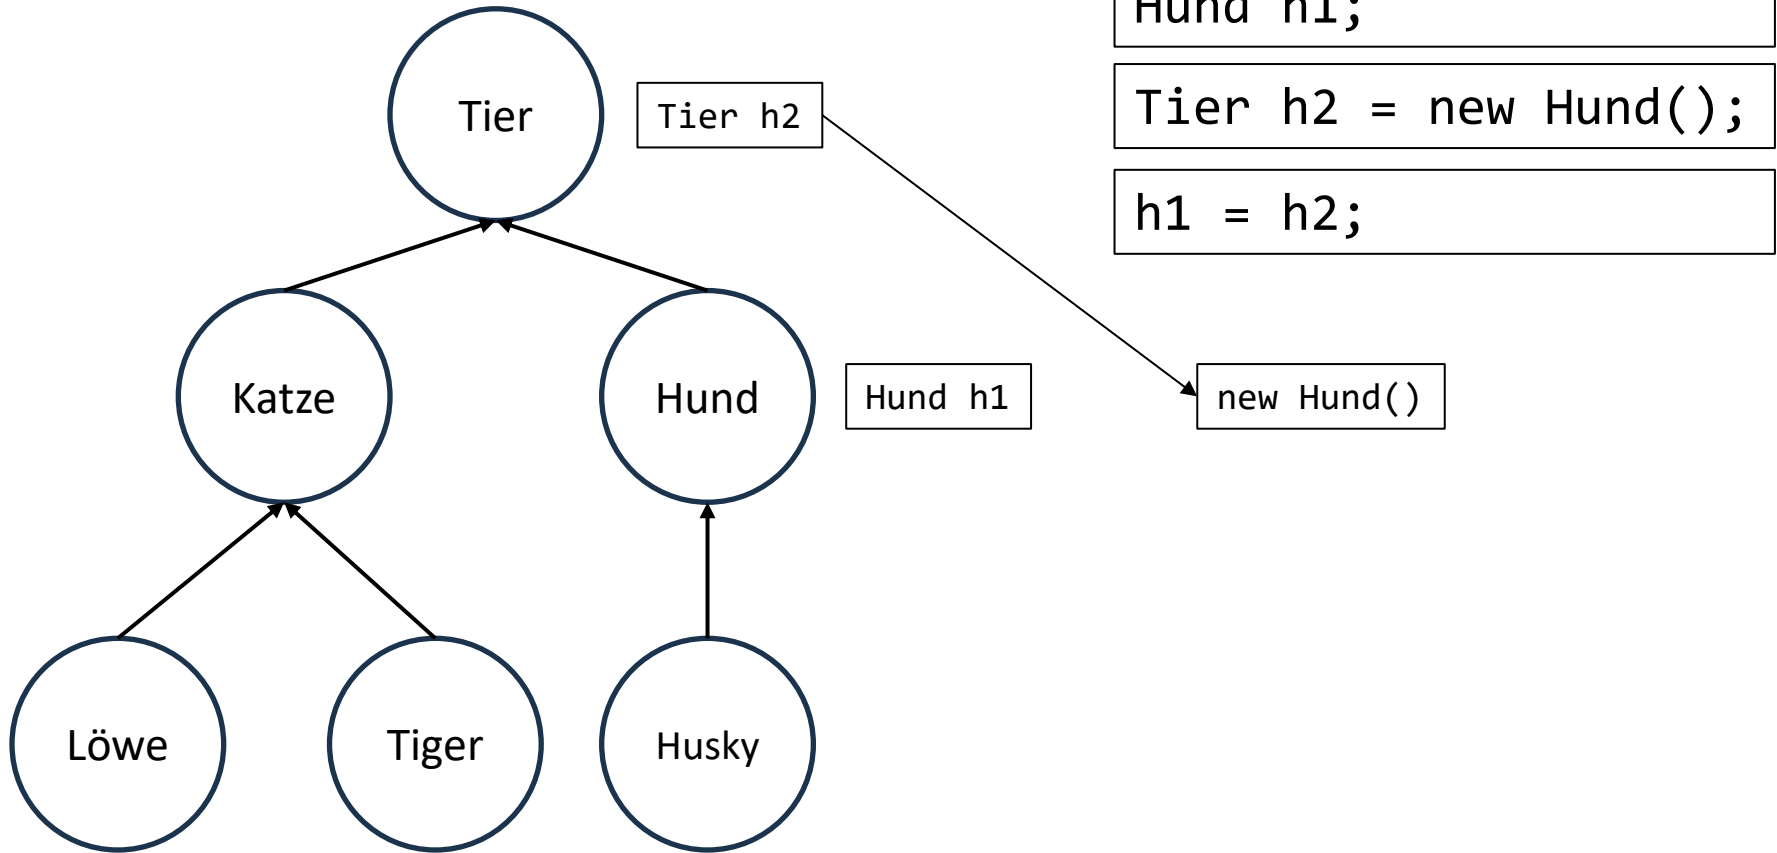 Hund h1;
Tier
Tier h2
Tier h2 = new Hund();
h1 = h2;
Katze
Hund
Hund h1
new Hund()
Löwe
Tiger
Husky